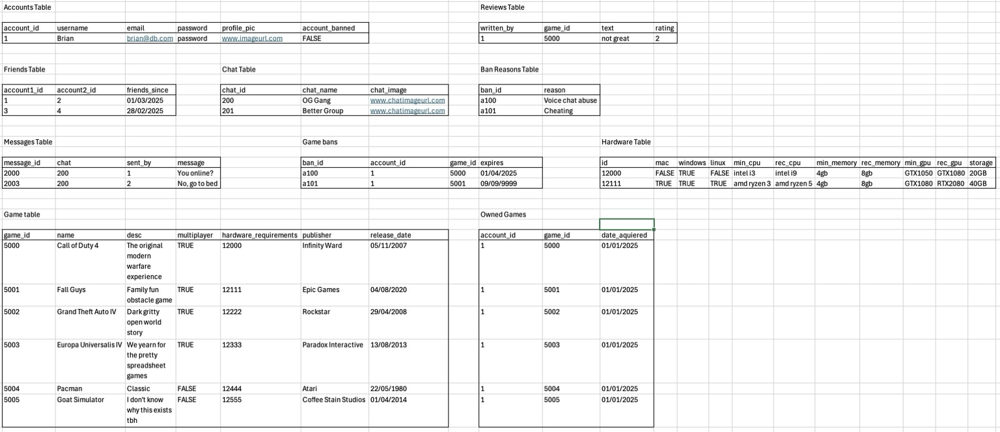 Accounts Table
Reviews Table
account_id username email password profile_pic account_banned
written_by game_id text rating
1 Brian brian@db.com password www.imageurl.com FALSE
1 5000 not great 2
Friends Table
Chat Table
Ban Reasons Table
account1_id account2_id friends_since
chat_id chat_name chat_image
ban_id reason
1 2 01/03/2025
200 OG Gang www.chatimageurl.com
a100 Voice chat abuse
3 4 28/02/2025
201 Better Group www.chatimageurl.com
a101 Cheating
Messages Table
Game bans
Hardware Table
message_id chat sent_by message
ban_id account_id game_id expires
id mac windows linux min_cpu rec_cpu min_memory rec_memory min_gpu rec_gpu storage
2000 200 1 You online?
a100 1 5000 01/04/2025
12000 FALSE TRUE FALSE intel i3 intel i9 4gb 8gb GTX1050 GTX1080 20GB
2003 200 2 No, go to bed
a101 1 5001 09/09/9999
12111 TRUE TRUE TRUE amd ryzen 3 amd ryzen 5 4gb 8gb GTX1080 RTX2080 40GB
Game table
Owned Games
game_id name desc multiplayer hardware_requirements publisher release_date
account_id game_id date_aquiered
5000 Call of Duty 4 The original TRUE 12000 Infinity Ward 05/11/2007
modern
warfare
experience
1 5000 01/01/2025
5001 Fall Guys Family fun TRUE 12111 Epic Games 04/08/2020
obstacle game
1 5001 01/01/2025
5002 Grand Theft Auto IV Dark gritty TRUE 12222 Rockstar 29/04/2008
open world
story
1 5002 01/01/2025
5003 Europa Universalis IV We yearn for TRUE 12333 Paradox Interactive 13/08/2013
the pretty
spreadsheet
games
1 5003 01/01/2025
5004 Pacman Classic FALSE 12444 Atari 22/05/1980
1 5004 01/01/2025
5005 Goat Simulator I don't know FALSE 12555 Coffee Stain Studios 01/04/2014
why this exists
tbh
1 5005 01/01/2025